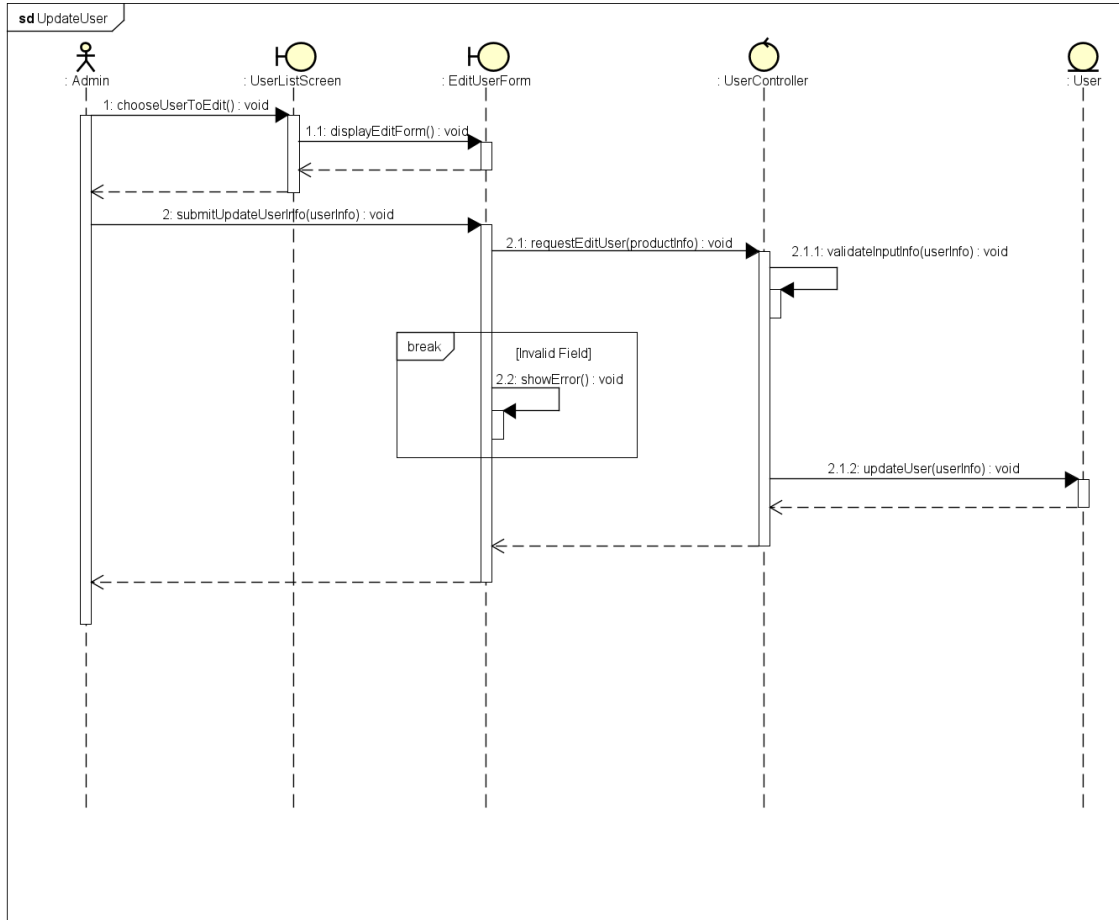 sd UpdateUser
: Admin
: UserListScreen
: EditUserForm
: UserController
: User
1: chooseUserToEdit() : void
1.1: displayEditForm() : void
2: submitUpdateUserInfo(userInfo) : void
2.1: requestEditUser(productInfo) : void
2.1.1: validateInputInfo(userInfo) : void
break
[Invalid Field]
2.2: showError() : void
2.1.2: updateUser(userInfo) : void